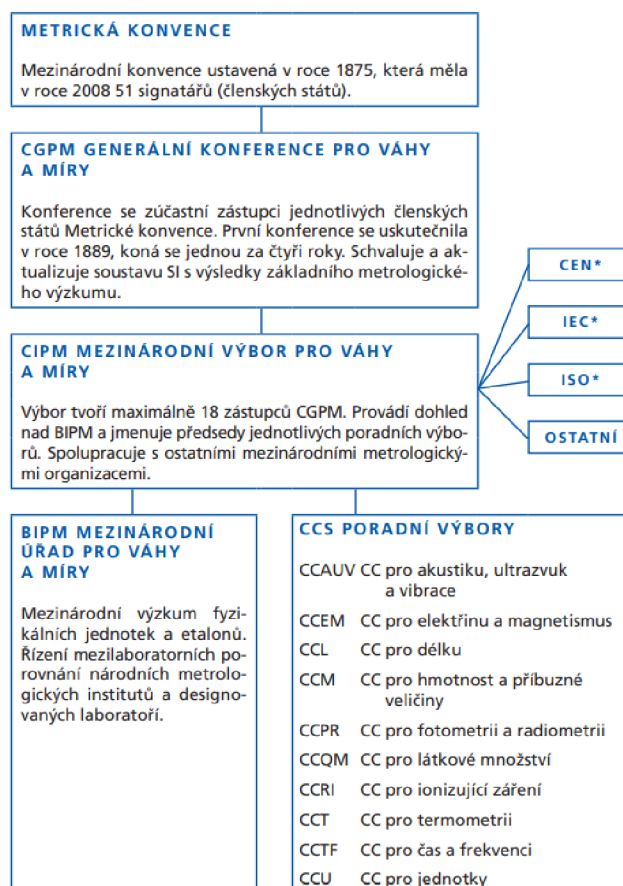 METRICKÁ KONVENCE
Mezinárodní konvence ustavená v roce 1875, která měla
v roce 2008 51 signatářů (členských států).
CGPM GENERÁLNÍ KONFERENCE PRO VÁHY
A MÍRY
Konference se zúčastní zástupci jednotlivých členských
států Metrické konvence. První konference se uskutečnila
v roce 1889, koná se jednou za čtyři roky. Schvaluje a ak-
tualizuje soustavu SI s výsledky základního metrologické-
ho výzkumu.
CIPM MEZINÁRODNÍ VÝBOR PRO VÁHY
A MÍRY
Výbor tvoří maximálně 18 zástupců CGPM. Provádí dohled
nad BIPM a jmenuje předsedy jednotlivých poradních výbo-
rů. Spolupracuje s ostatními mezinárodními metrologický-
mi organizacemi.
CEN*
IEC*
ISO*
OSTATNÍ
BIPM MEZINÁRODNÍ
ÚŘAD PRO VÁHY
A MÍRY
Mezinárodní výzkum fyzi-
kálních jednotek a etalonů.
Řízení mezilaboratorních po-
rovnání národních metrolo-
gických institutů a designo-
vaných laboratoří.
CCS PORADNÍ VÝBORY
CCAUV CC pro akustiku, ultrazvuk
a vibrace
CCEM CC pro elektřinu a magnetismus
CCL CC pro délku
CCM CC pro hmotnost a příbuzné
veličiny
CCPR CC pro fotometrii a radiometrii
CCQM CC pro látkové množství
CCRI CC pro ionizující záření
CCT CC pro termometrii
CCTF CC pro čas a frekvenci
CCU CC pro jednotky